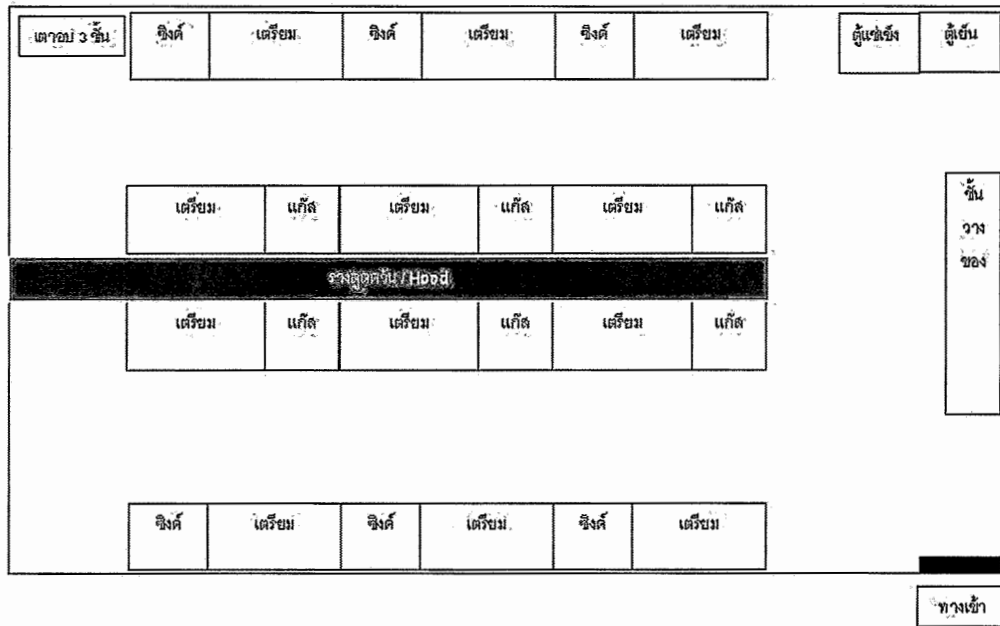 เตาอบ 3 ชั้น
ซิงค์
เตรียม
ซิงค์
เตรียม
ซิงค์
เตรียม
ตู้แช่แข็ง
ตู้เย็น
เตรียม
แก๊ส
เตรียม
แก๊ส
เตรียม
แก๊ส
ชั้น
วาง
ของ
รางดูดควัน / Hood
เตรียม
แก๊ส
เตรียม
แก๊ส
เตรียม
แก๊ส
ซิงค์
เตรียม
ซิงค์
เตรียม
ซิงค์
เตรียม
ทางเข้า